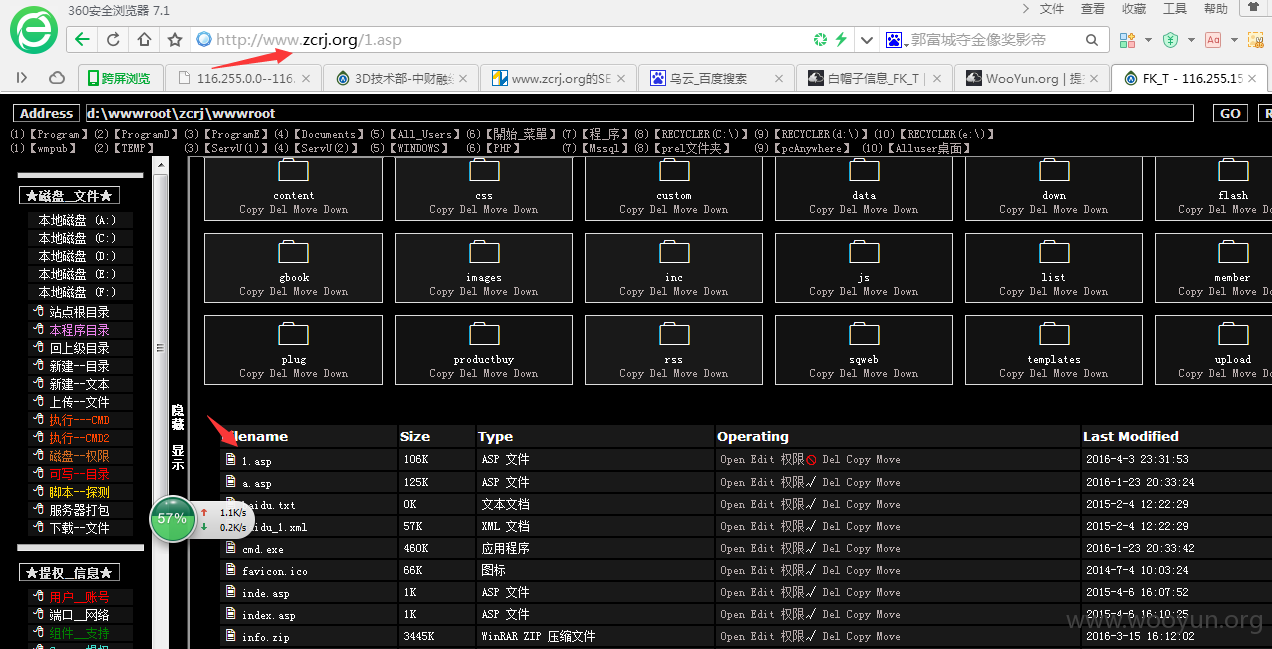 360安全浏览器 7.1
文件 查看 收藏 工具 帮助
http://www.zcrj.org/1.asp
郭富城夺金像奖影帝
跨屏浏览 116.255.0.0--116. 3D技术部-中财融 www.zcrj.org的SE 乌云_百度搜索 白帽子信息_FK_T WooYun.org | 提 FK_T - 116.255.15
Address d:\wwwroot\zcrj\wwwroot GO
(1)【Program】(2)【ProgramD】(3)【ProgramE】(4)【Documents】(5)【All_Users】(6)【開始_菜單】(7)【程_序】(8)【RECYCLER(C:\)】(9)【RECYCLER(d:\)】(10)【RECYCLER(e:\)】
(1)【wmpub】 (2)【TEMP】 (3)【ServU(1)】(4)【ServU(2)】 (5)【WINDOWS】 (6)【PHP】 (7)【Mssql】(8)【prel文件夹】 (9)【pcAnywhere】 (10)【Alluser桌面】
★磁盘__文件★
本地磁盘 (A:)
本地磁盘 (C:)
本地磁盘 (D:)
本地磁盘 (E:)
本地磁盘 (F:)
站点根目录
本程序目录
回上级目录
新建--目录
新建--文本
上传--文件
执行---CMD
执行--CMD2
磁盘--权限
可写--目录
脚本--探测
服务器打包
下载--文件
★提权__信息★
用户__账号
端口__网络
组件__支持
隐藏 显示
57%
1.1K/s
0.2K/s
content css custom data down flash
Copy Del Move Down Copy Del Move Down Copy Del Move Down Copy Del Move Down Copy Del Move Down Copy Del Move
gbook images inc js list member
Copy Del Move Down Copy Del Move Down Copy Del Move Down Copy Del Move Down Copy Del Move Down Copy Del Move
plug productbuy rss sqweb templates upload
Copy Del Move Down Copy Del Move Down Copy Del Move Down Copy Del Move Down Copy Del Move Down Copy Del Move
lename Size Type Operating Last Modified
1.asp 106K ASP 文件 Open Edit 权限 Del Copy Move 2016-4-3 23:31:53
a.asp 125K ASP 文件 Open Edit 权限✓ Del Copy Move 2016-1-23 20:33:24
idu.txt 0K 文本文档 Open Edit 权限✓ Del Copy Move 2015-2-4 12:22:29
idu_1.xml 57K XML 文档 Open Edit 权限✓ Del Copy Move 2015-2-4 12:22:29
cmd.exe 460K 应用程序 Open Edit 权限✓ Del Copy Move 2016-1-23 20:33:42
favicon.ico 66K 图标 Open Edit 权限✓ Del Copy Move 2014-7-4 10:03:24
inde.asp 1K ASP 文件 Open Edit 权限✓ Del Copy Move 2015-4-6 16:07:52
index.asp 1K ASP 文件 Open Edit 权限✓ Del Copy Move 2015-4-6 16:10:25
info.zip 3445K WinRAR ZIP 压缩文件 Open Edit 权限✓ Del Copy Move 2016-3-15 16:12:02
www.wooyun.org